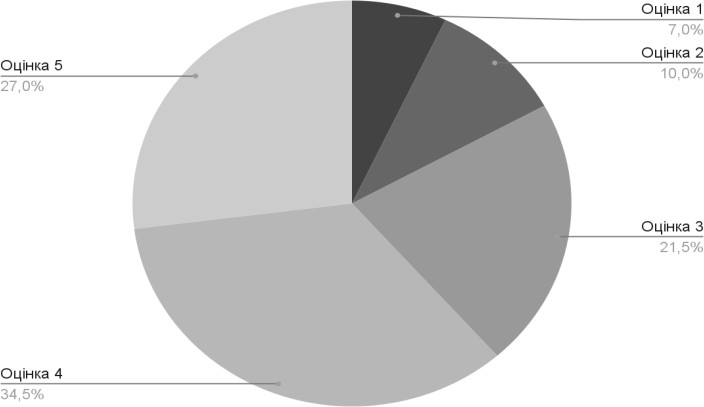 Оцінка 1
7,0%
Оцінка 2
10,0%
Оцінка 5
27,0%
Оцінка 3
21,5%
Оцінка 4
34,5%